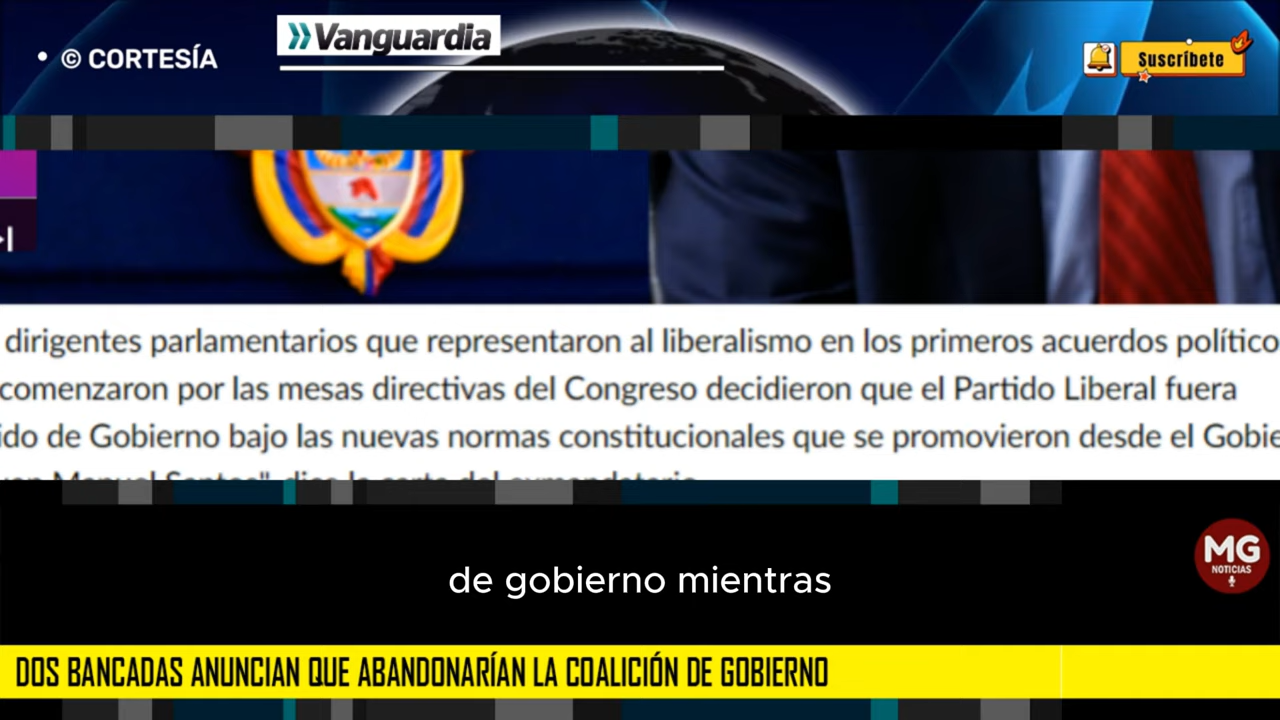 © CORTESÍA
Vanguardia
Suscríbete
dirigentes parlamentarios que representaron al liberalismo en los primeros acuerdos político
comenzaron por las mesas directivas del Congreso decidieron que el Partido Liberal fuera
ido de Gobierno bajo las nuevas normas constitucionales que se promovieron desde el Gobie
MG
NOTICIAS
de gobierno mientras
DOS BANCADAS ANUNCIAN QUE ABANDONARÍAN LA COALICIÓN DE GOBIERNO